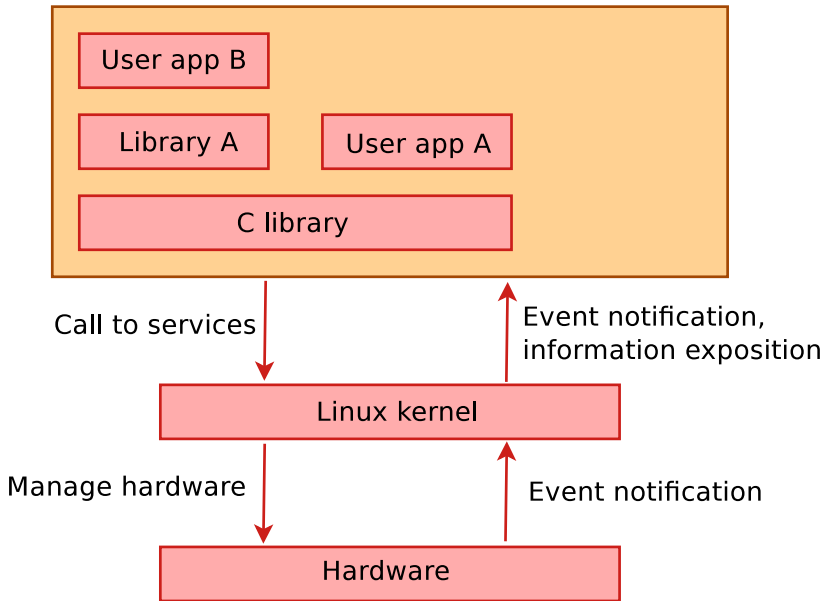 User app B
Library A
User app A
C library
Call to services
Event notification,
information exposition
Linux kernel
Manage hardware
Event notification
Hardware